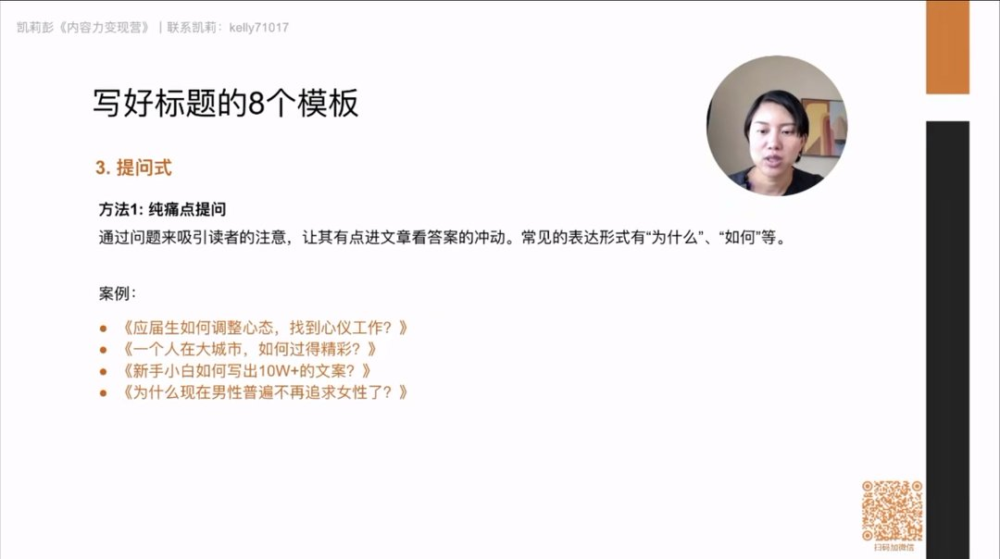 凯莉彭《内容力变现营》｜联系凯莉：kelly71017
写好标题的8个模板
3. 提问式
方法1: 纯痛点提问
通过问题来吸引读者的注意，让其有点进文章看答案的冲动。常见的表达形式有“为什么”、“如何”等。
案例：
● 《应届生如何调整心态，找到心仪工作？》
● 《一个人在大城市，如何过得精彩？》
● 《新手小白如何写出10W+的文案？》
● 《为什么现在男性普遍不再追求女性了？》
扫码加微信